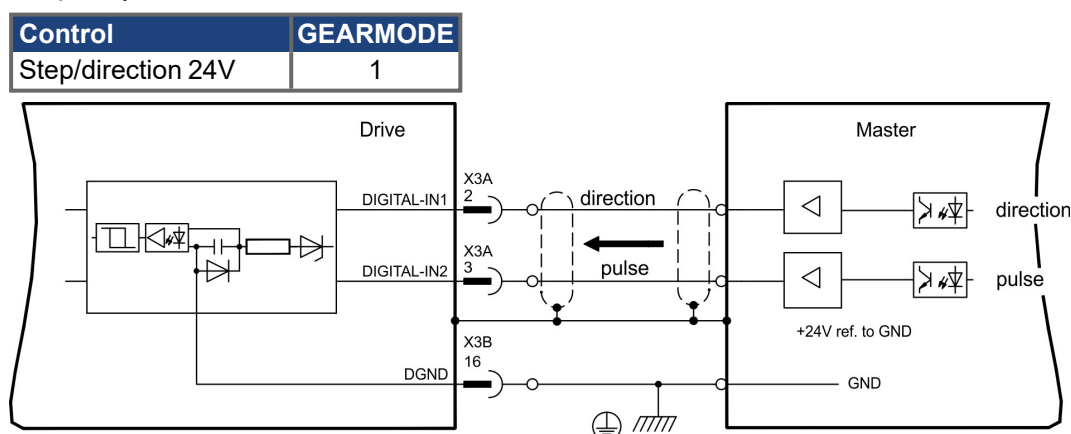 Control GEARMODE
Step/direction 24V 1
Drive
Master
X3A
DIGITAL-IN1 2 direction direction
X3A
DIGITAL-IN2 3 pulse pulse
+24V ref. to GND
X3B
16
DGND GND